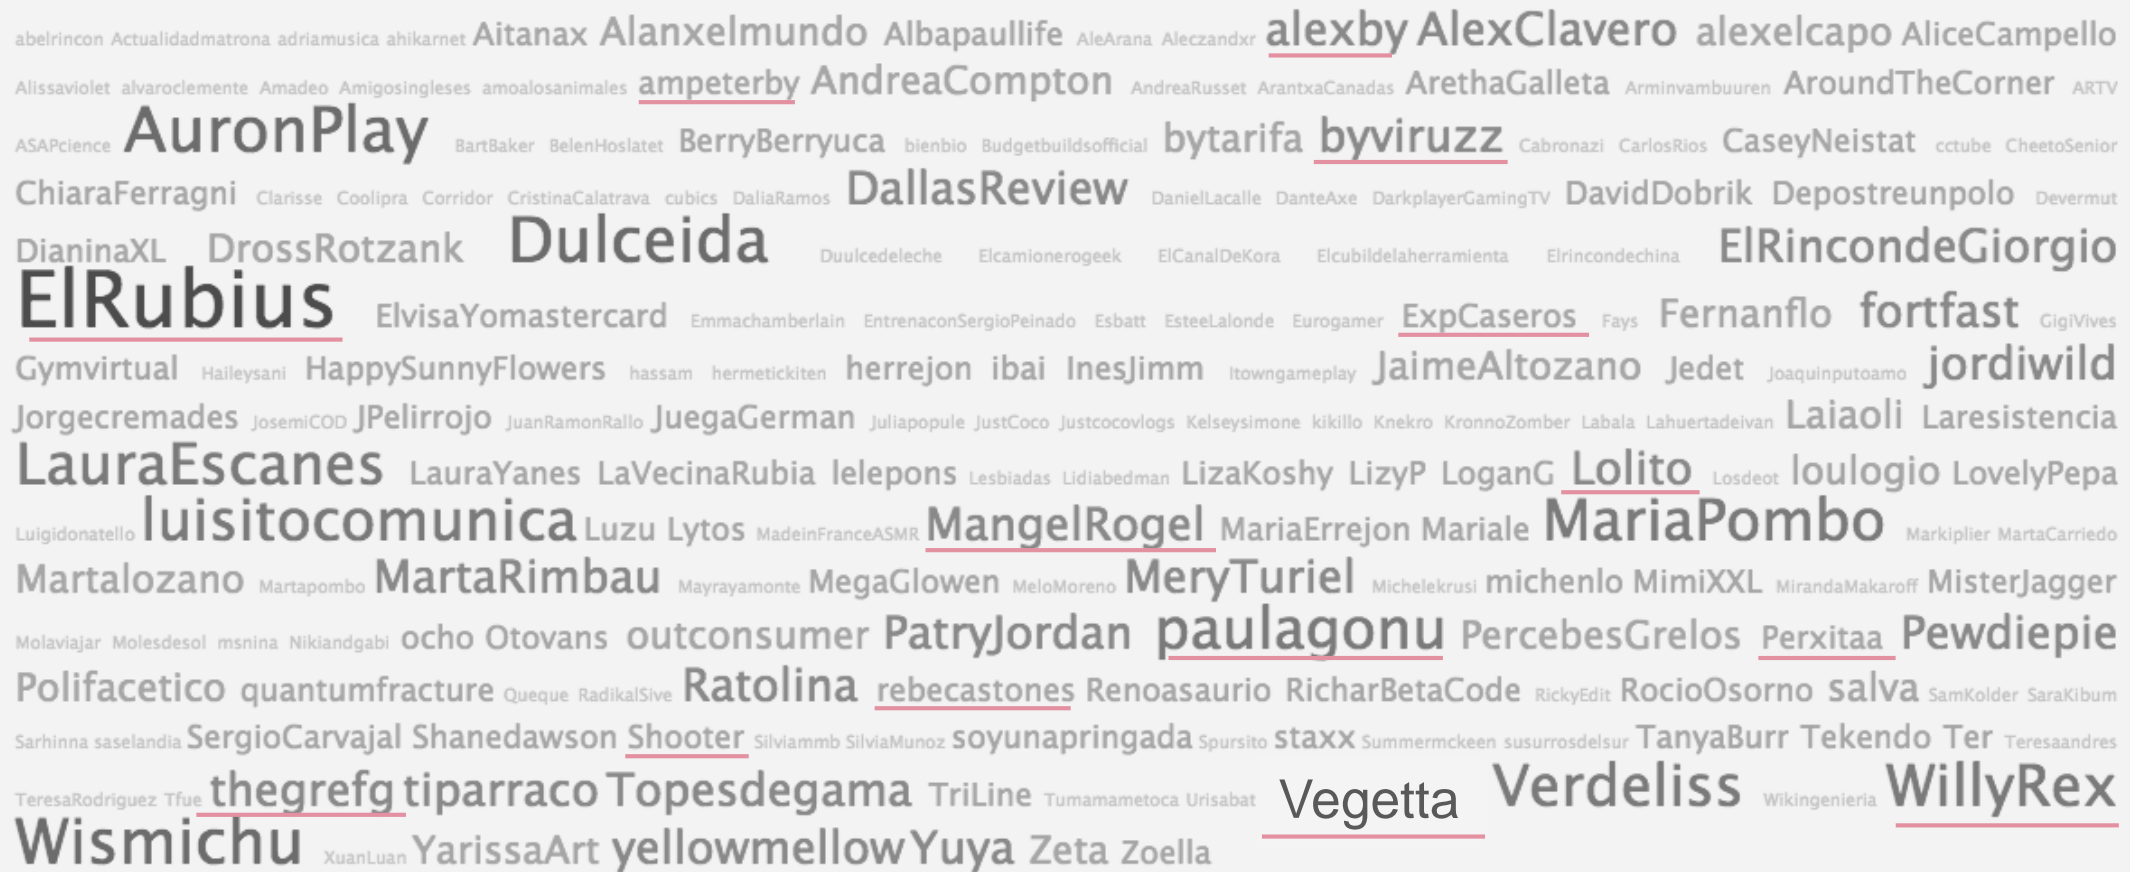 abelrincon Actualidadmatrona adriamusica ahikarnet Aitanax Alanxelmundo Albapaullife AleArana Aleczandxr alexby AlexClavero alexelcapo AliceCampello
Alissaviolet alvaroclemente Amadeo Amigosingleses amoalosanimales ampeterby AndreaCompton AndreaRusset ArantxaCanadas ArethaGalleta Arminvambuuren AroundTheCorner ARTV
ASAPcience AuronPlay BartBaker BelenHoslatet BerryBerryuca bienbio Budgetbuildsofficial bytarifa byviruzz Cabronazi CarlosRios CaseyNeistat cctube CheetoSenior
ChiaraFerragni Clarisse Coolipra Corridor CristinaCalatrava cubics DaliaRamos DallasReview DanielLacalle DanteAxe DarkplayerGamingTV DavidDobrik Depostreunpolo Devermut
DianinaXL DrossRotzank Dulceida Duulcedeleche Elcamionerogeek ElCanalDeKora Elcubildelaherramienta Elrincondechina ElRincondeGiorgio
ElRubius ElvisaYomastercard Emmachamberlain EntrenaconSergioPeinado Esbatt EsteeLalonde Eurogamer ExpCaseros Fays Fernanflo fortfast GigiVives
Gymvirtual Haileysani HappySunnyFlowers hassam hermetickiten herrejon ibai InesJimm Itowngameplay JaimeAltozano Jedet Joaquinputoamo jordiwild
Jorgecremades JosemiCOD JPelirrojo JuanRamonRallo JuegaGerman Juliapopule JustCoco Justcocovlogs Kelseysimone kikillo Knekro KronnoZomber Labala Lahuertadeivan Laiaoli Laresistencia
LauraEscanes LauraYanes LaVecinaRubia lelepons Lesbiadas Lidiabedman LizaKoshy LizyP LoganG Lolito Losdeot loulogio LovelyPepa
Luigidonatello luisitocomunica Luzu Lytos MadeinFranceASMR MangelRogel MariaErrejon Mariale MariaPombo Markiplier MartaCarriedo
Martalozano Martapombo MartaRimbau Mayrayamonte MegaGlowen MeloMoreno MeryTuriel Michelekrusi michenlo MimiXXL MirandaMakaroff MisterJagger
Molaviajar Molesdesol msnina Nikiandgabi ocho Otovans outconsumer PatryJordan paulagonu PercebesGrelos Perxitaa Pewdiepie
Polifacetico quantumfracture Queque RadikalSive Ratolina rebecastones Renoasaurio RicharBetaCode RickyEdit RocioOsorno salva SamKolder SaraKibum
Sarhinna saselandia SergioCarvajal Shanedawson Shooter Silviammb SilviaMunoz soyunapringada Spursito staxx Summermckeen susurrosdelsur TanyaBurr Tekendo Ter Teresaandres
TeresaRodriguez Tfue thegrefg tiparraco Topesdegama TriLine Tumamametoca Urisabat Vegetta Verdeliss Wikingenieria WillyRex
Wismichu XuanLuan YarissaArt yellowmellow Yuya Zeta Zoella